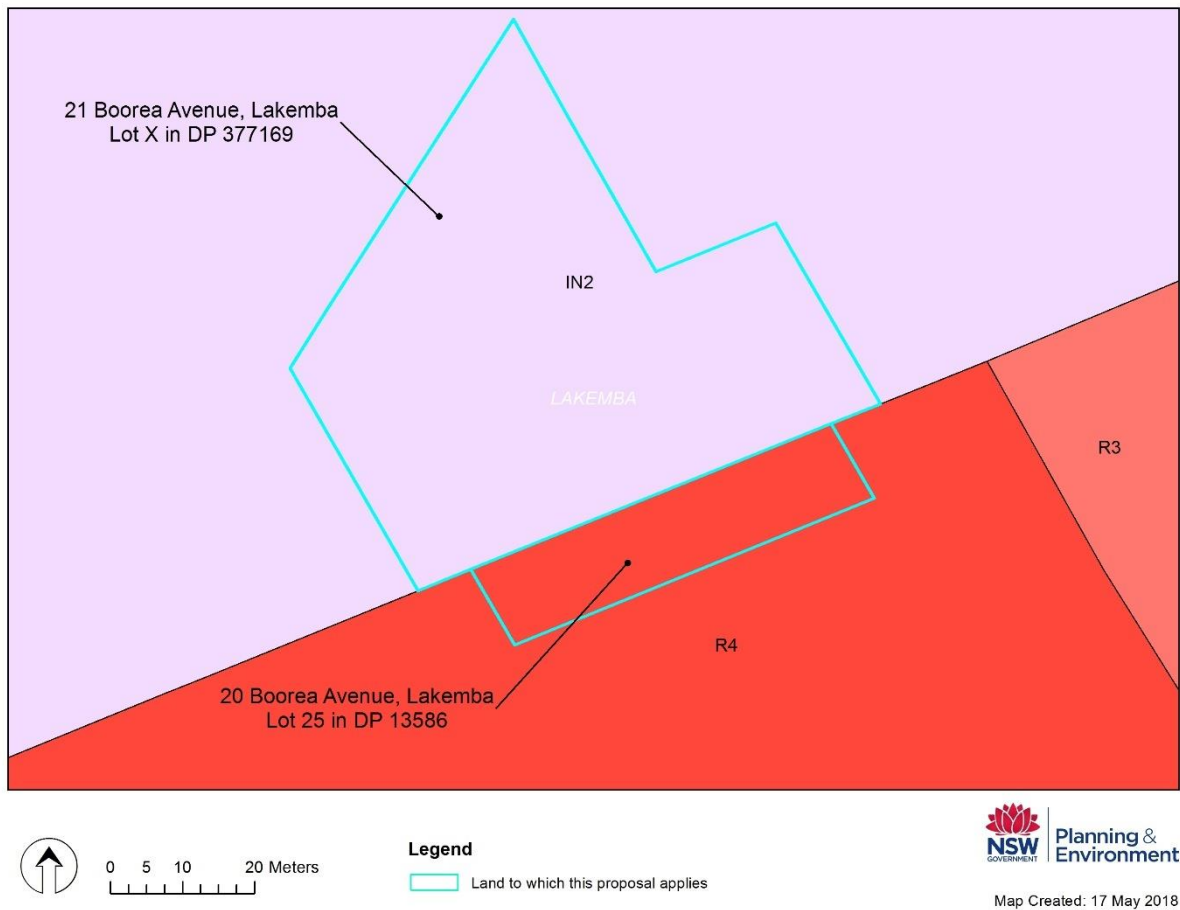 21 Boorea Avenue, Lakemba
Lot X in DP 377169
IN2
LAKEMBA
R3
R4
20 Boorea Avenue, Lakemba
Lot 25 in DP 13586
0 5 10 20 Meters
Legend
Land to which this proposal applies
NSW
GOVERNMENT
Planning &
Environment
Map Created: 17 May 2018